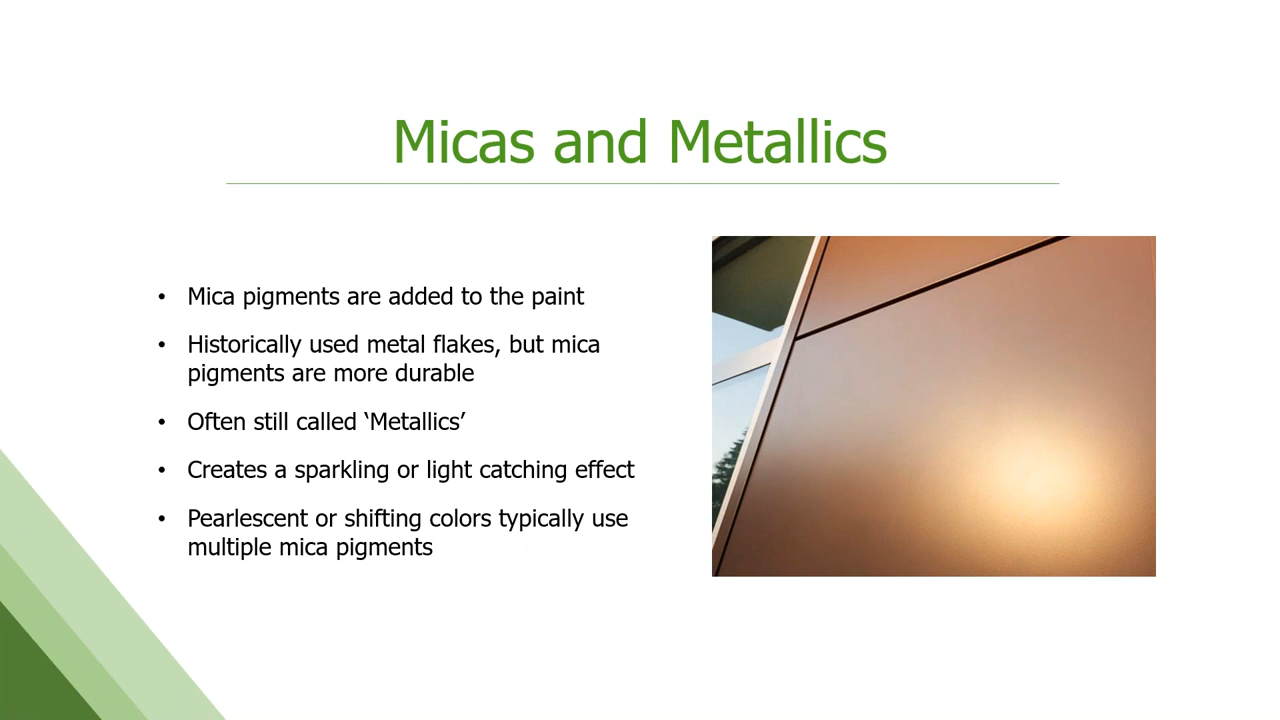 Micas and Metallics
• Mica pigments are added to the paint
• Historically used metal flakes, but mica
pigments are more durable
• Often still called ‘Metallics’
• Creates a sparkling or light catching effect
• Pearlescent or shifting colors typically use
multiple mica pigments